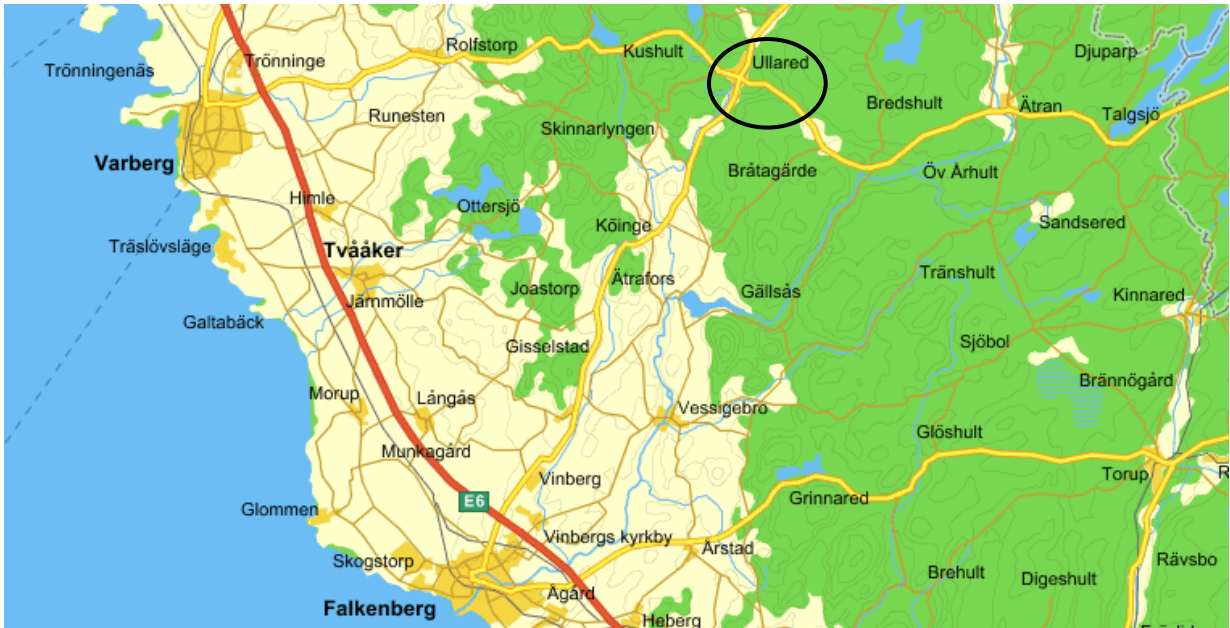 Ullared
Rolfstorp
Kushult
Djuparp
Trönninge
Trönningenäs
Bredshult
Ätran
Talgsjö
Runesten
Skinnarlyngen
Varberg
Bråtagärde
Öv Århult
Himle
Ottersjö
Köinge
Sandsered
Träslövsläge
Tvååker
Ätrafors
Tränshult
Joastorp
Gällsås
Kinnared
Järnmölle
Galtabäck
Gisselstad
Sjöbol
Brännögård
Morup
Långås
Vessigebro
Glöshult
Munkagård
Vinberg
Torup
R
E6
Grinnared
Glommen
Vinbergs kyrkby
Årstad
Skogstorp
Rävsbo
Brehult
Digeshult
Ågård
Falkenberg
Heberg